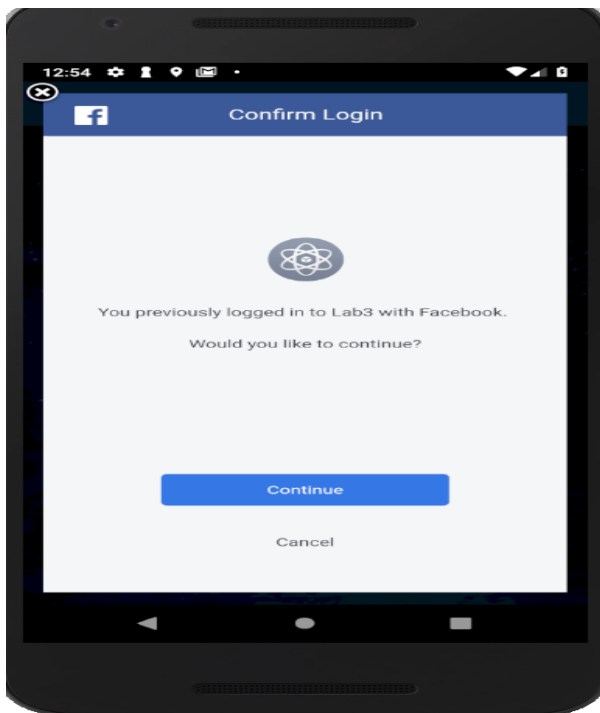 12:54
Confirm Login
You previously logged in to Lab3 with Facebook.
Would you like to continue?
Continue
Cancel